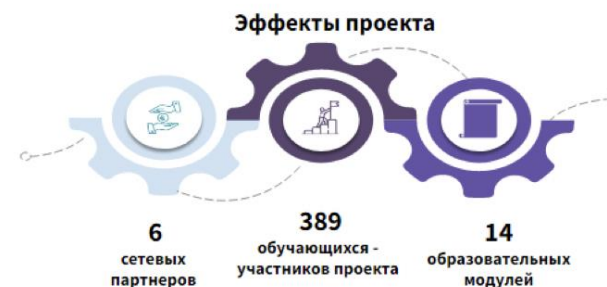 Эффекты проекта
6
сетевых
партнеров
389
обучающихся -
участников проекта
14
образовательных
модулей